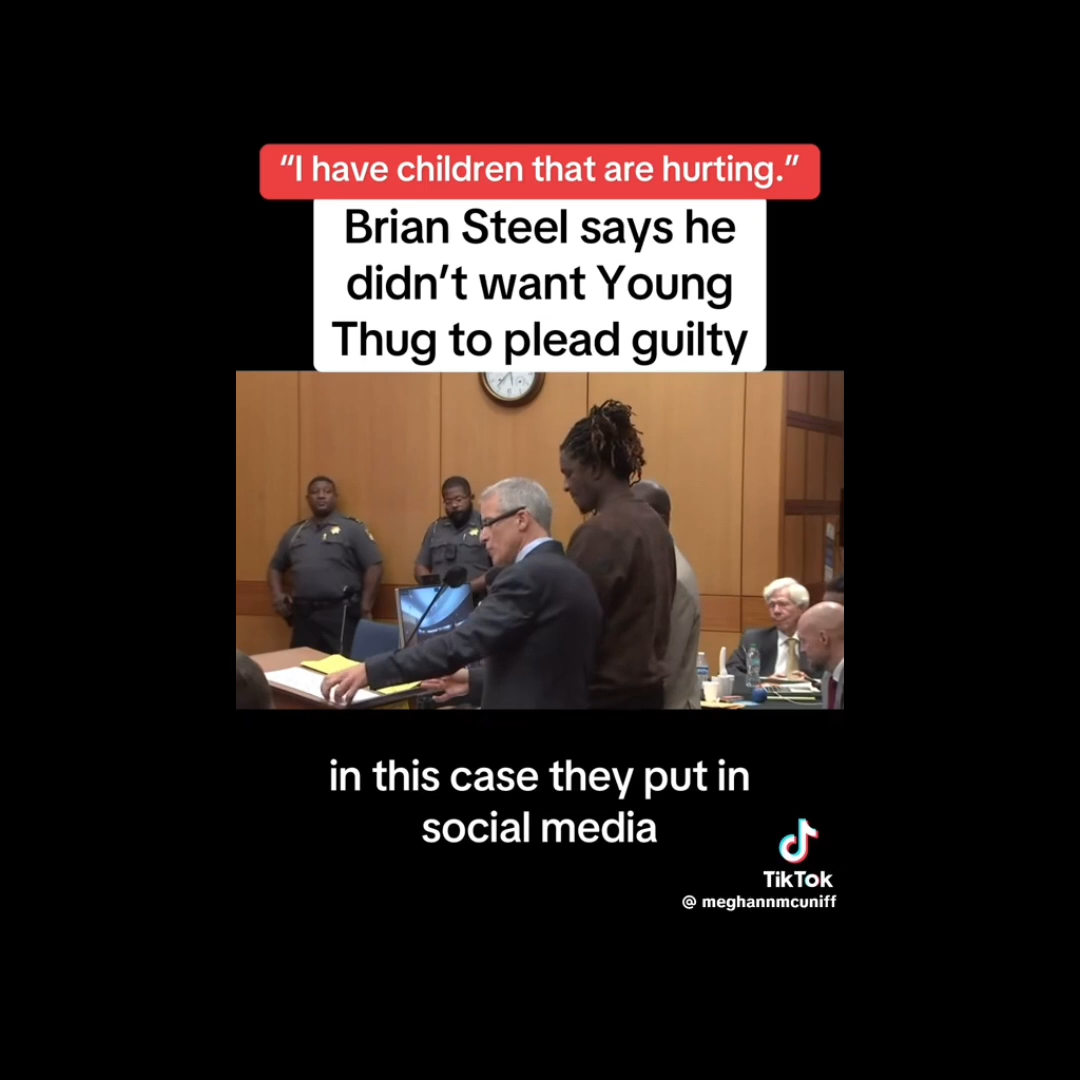 “I have children that are hurting.”
Brian Steel says he
didn’t want Young
Thug to plead guilty
in this case they put in
social media
TikTok
@ meghannmcuniff